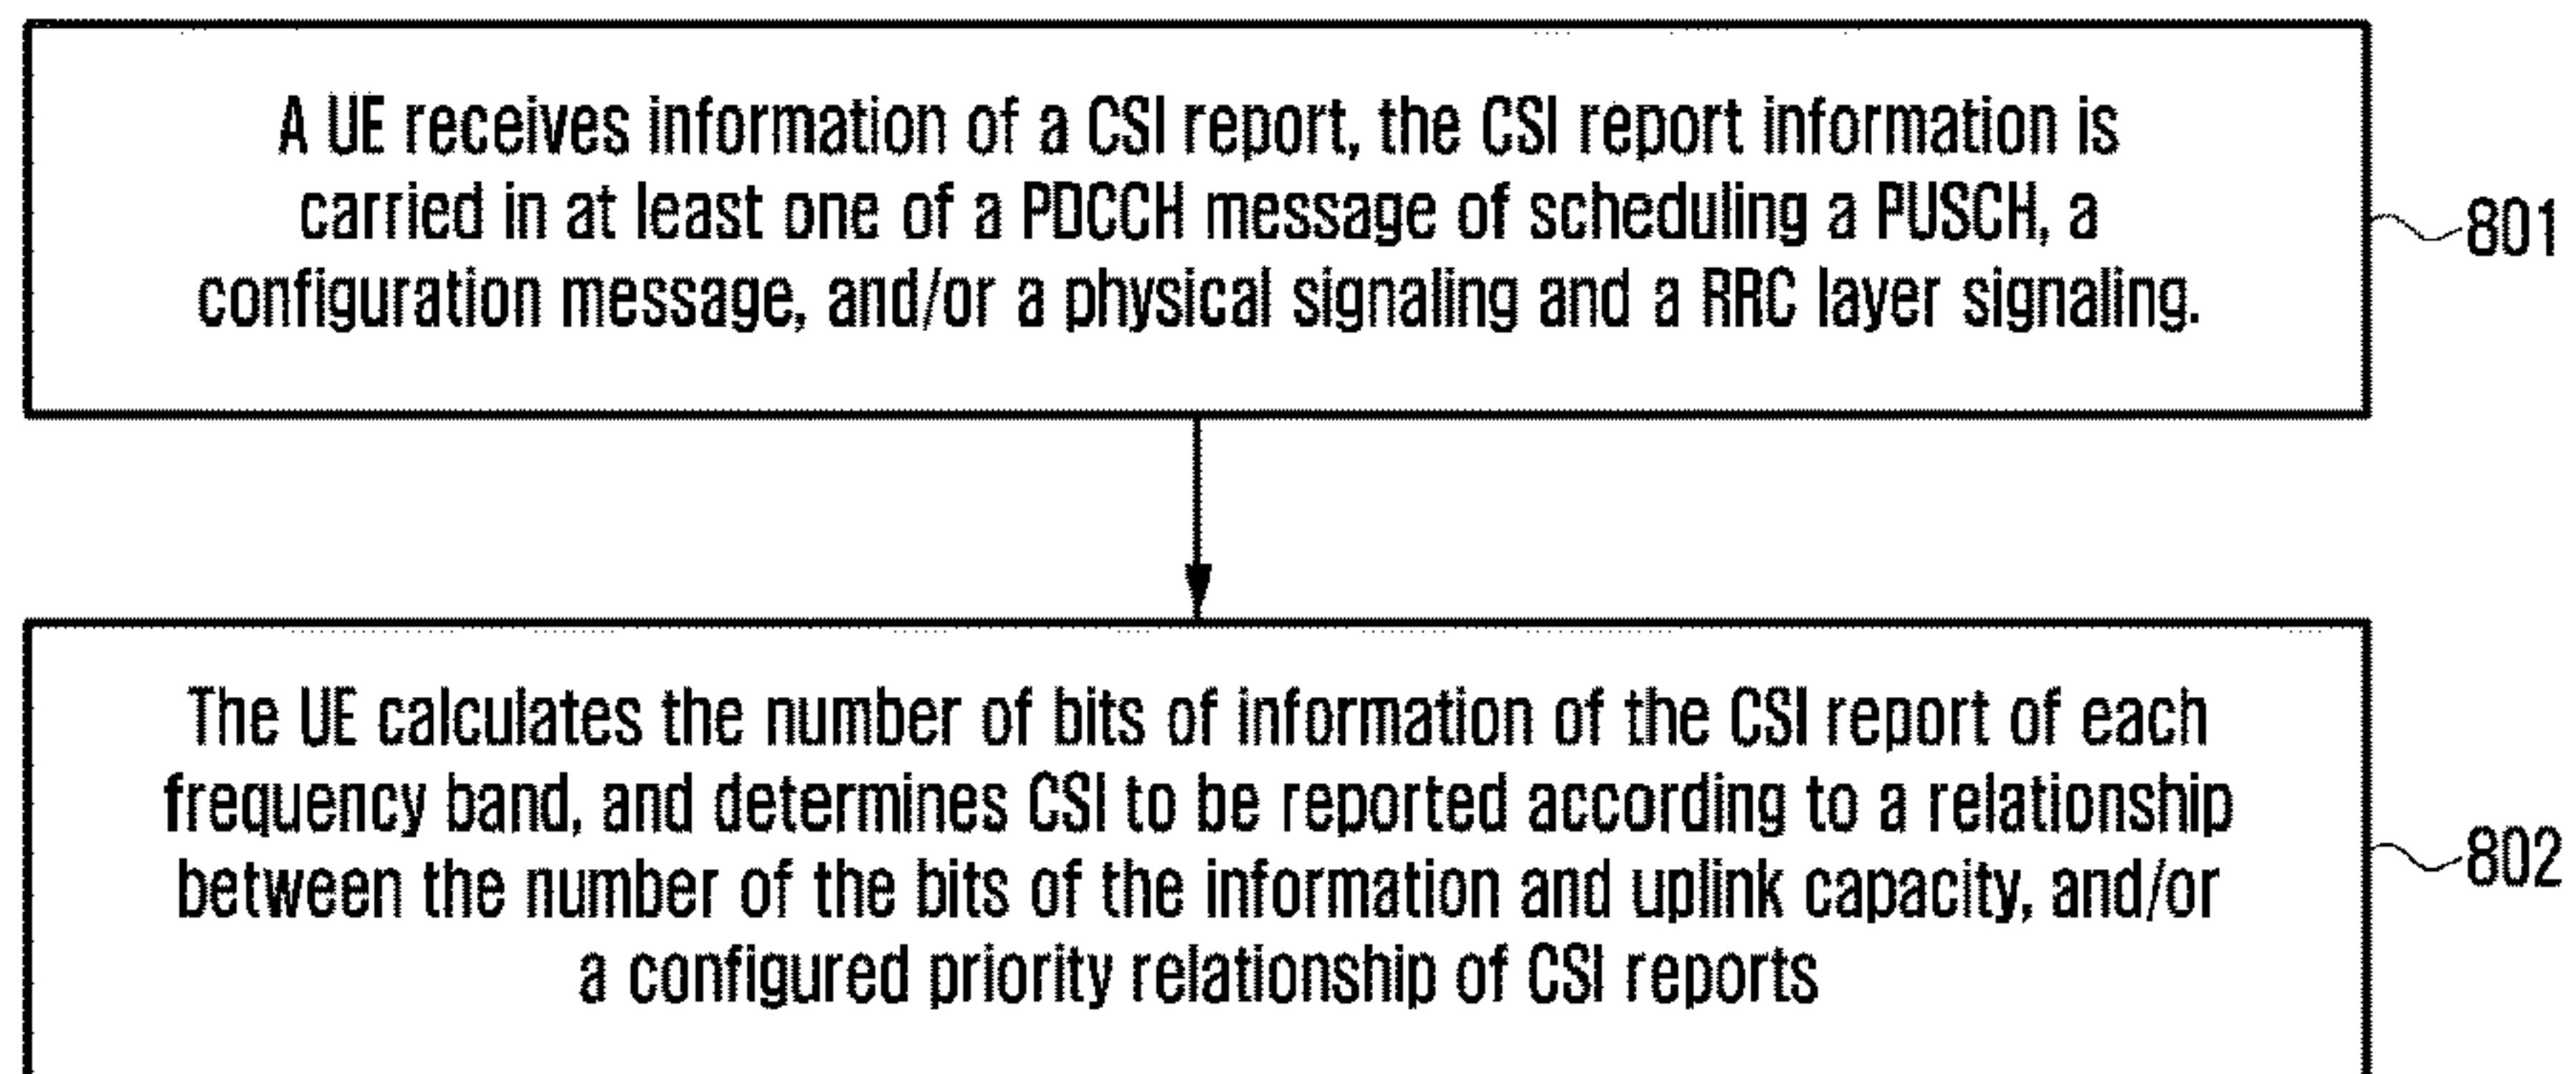 A UE receives information of a CSI report, the CSI report information is
carried in at least one of a PDCCH message of scheduling a PUSCH, a
configuration message, and/or a physical signaling and a RRC layer signaling.
801
The UE calculates the number of bits of information of the CSI report of each
frequency band, and determines CSI to be reported according to a relationship
between the number of the bits of the information and uplink capacity, and/or
a configured priority relationship of CSI reports
802